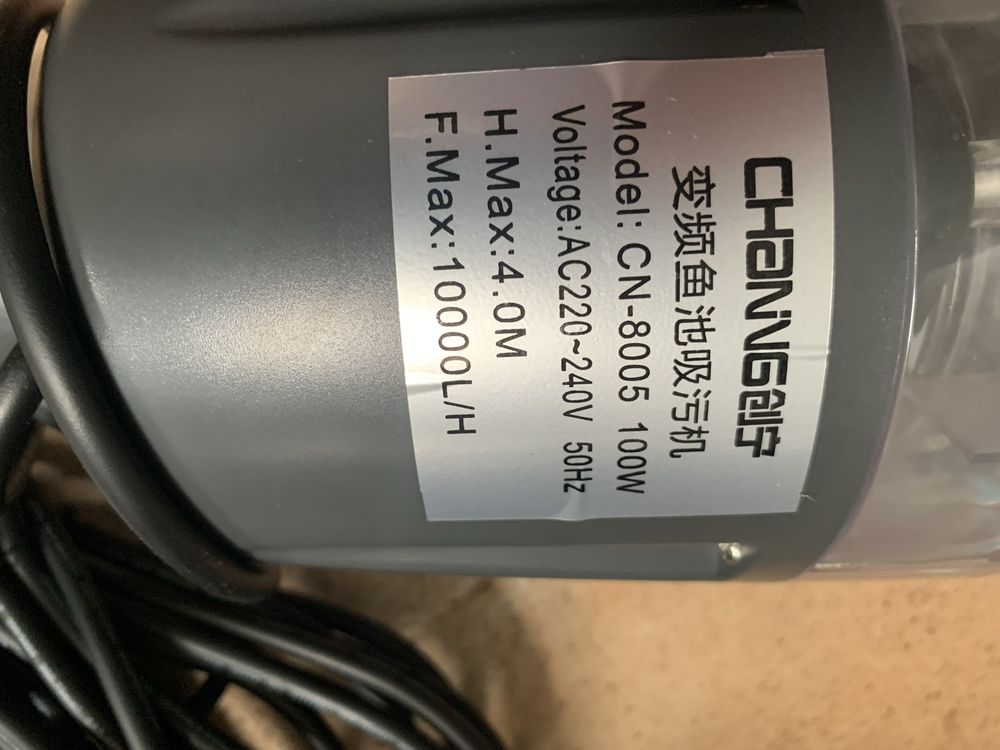 CHANNG创宁
变频鱼池吸污机
Model: CN-8005 100W
Voltage:AC220~240V 50Hz
H.Max:4.0M
F.Max:10000L/H